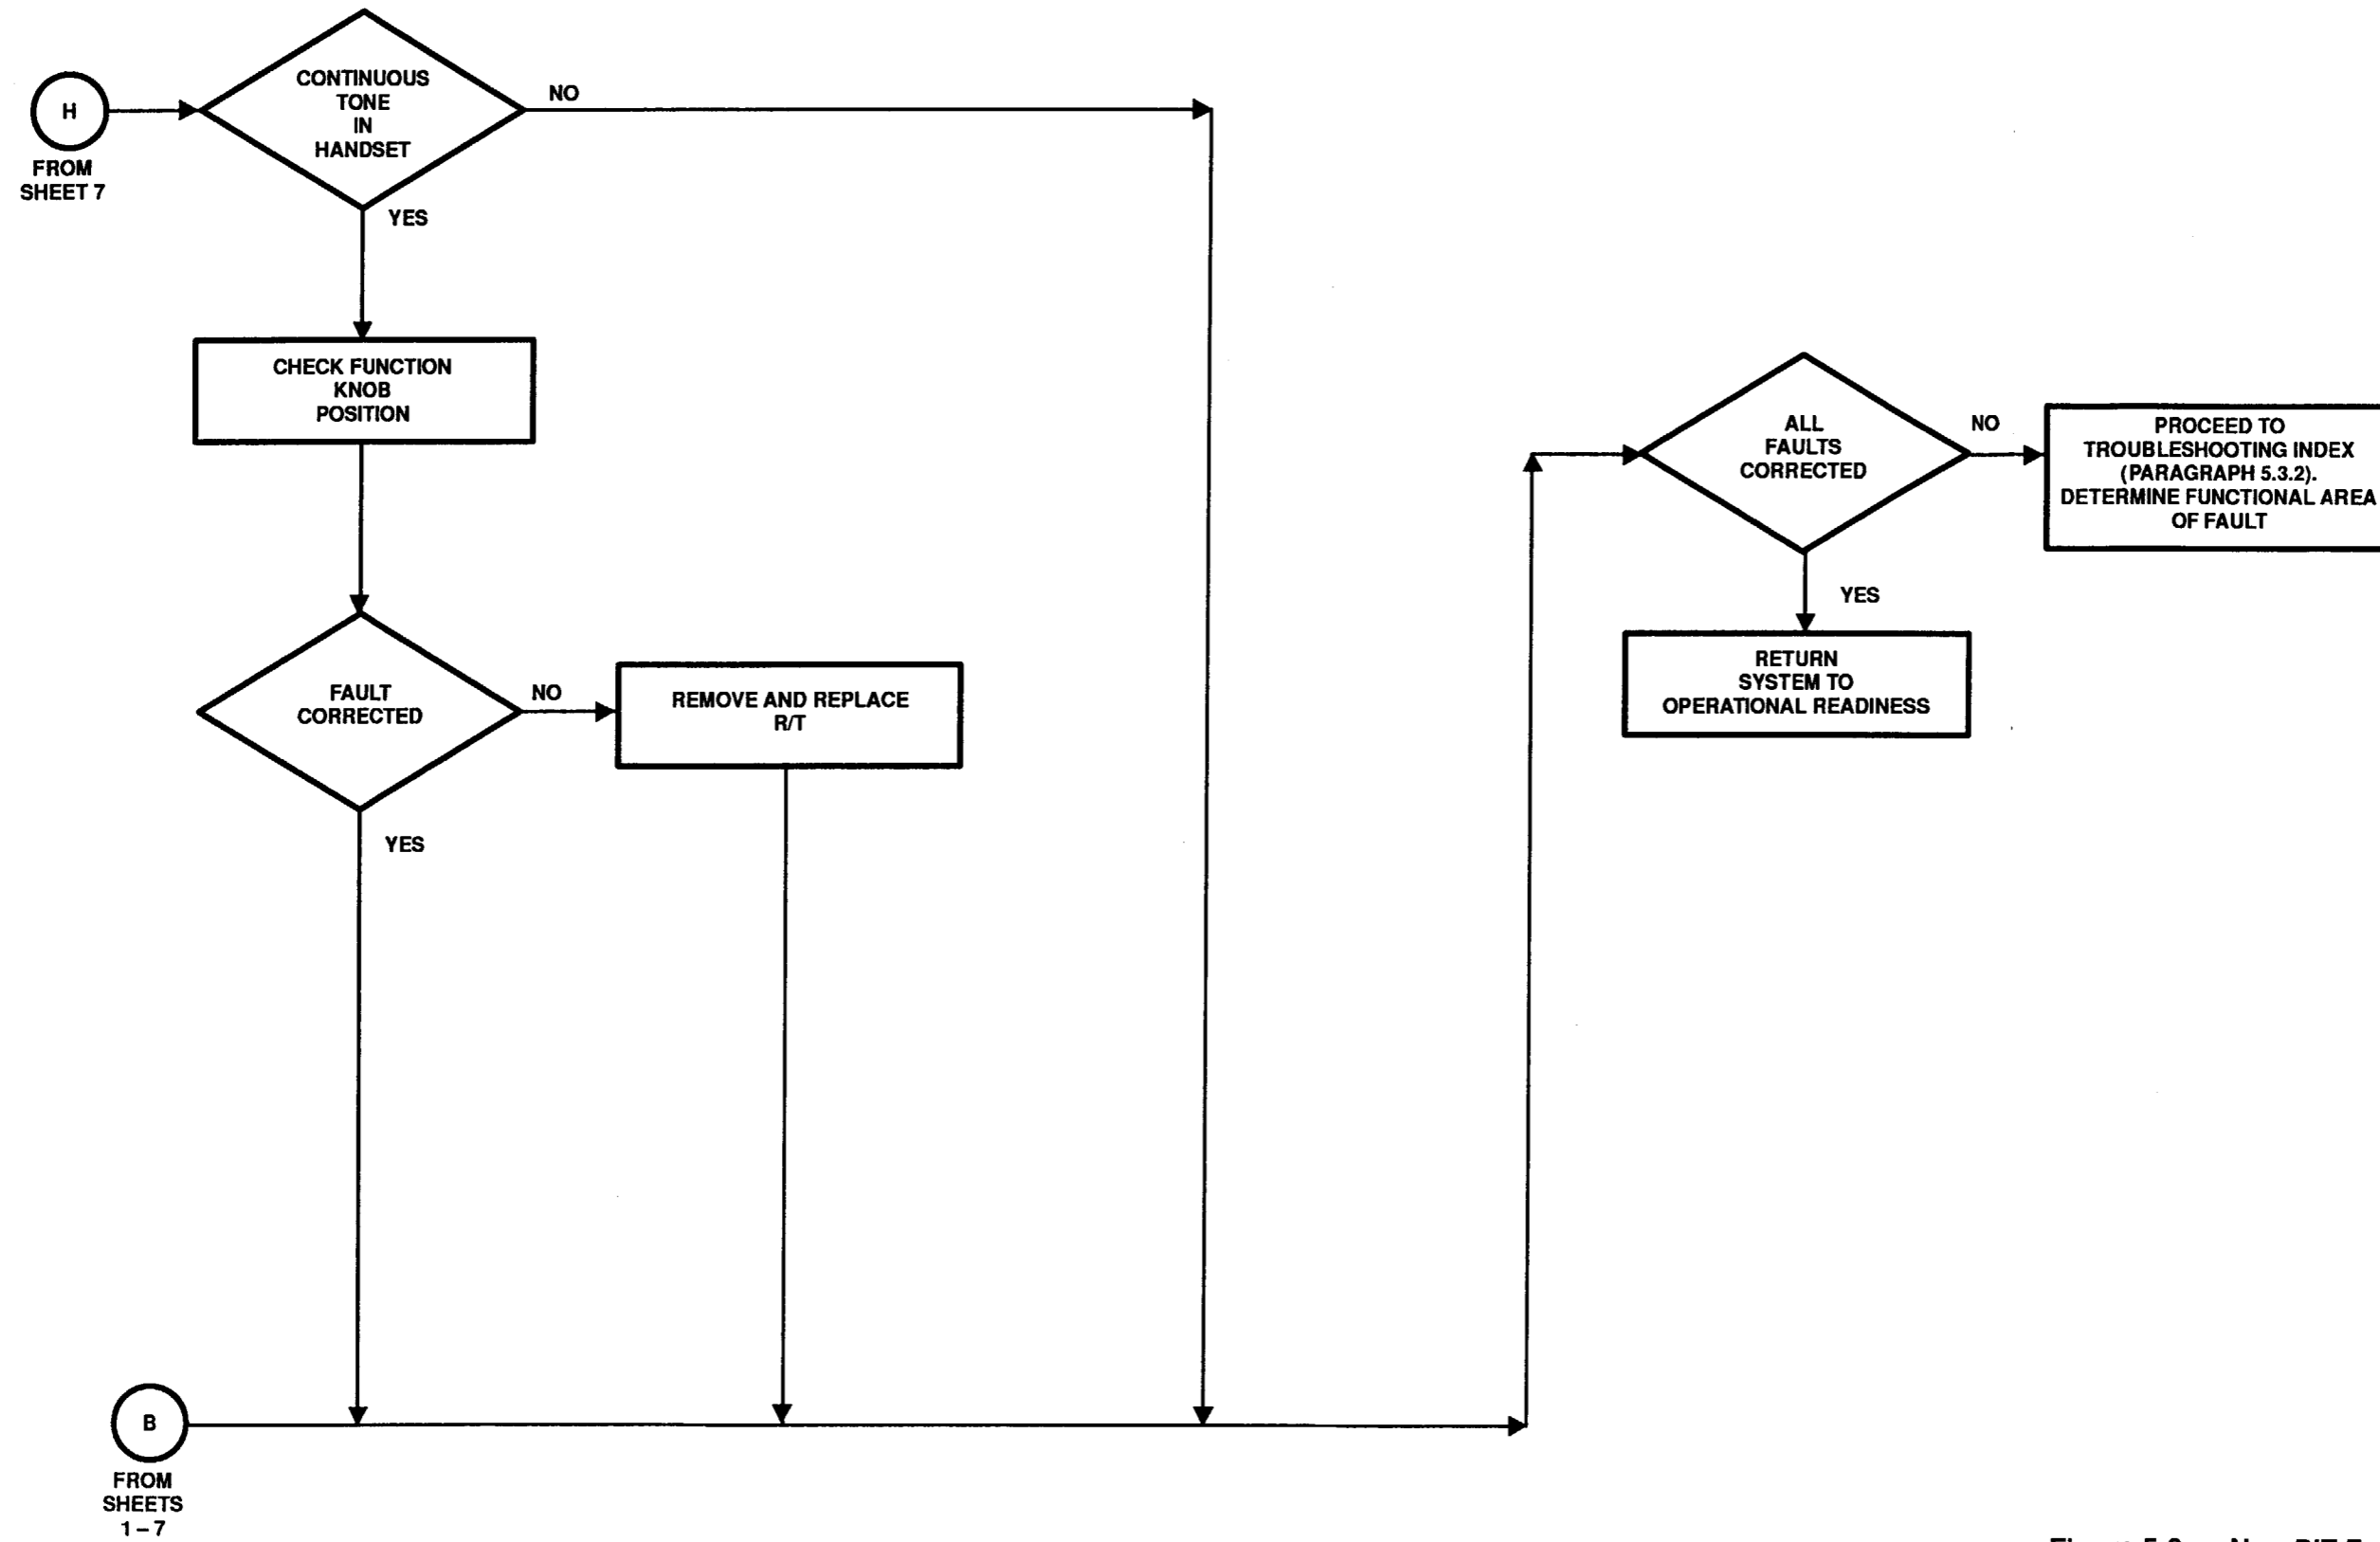 H
FROM
SHEET 7
CONTINUOUS
TONE
IN
HANDSET
NO
YES
CHECK FUNCTION
KNOB
POSITION
FAULT
CORRECTED
NO
REMOVE AND REPLACE
R/T
YES
ALL
FAULTS
CORRECTED
NO
PROCEED TO
TROUBLESHOOTING INDEX
(PARAGRAPH 5.3.2).
DETERMINE FUNCTIONAL AREA
OF FAULT
YES
RETURN
SYSTEM TO
OPERATIONAL READINESS
B
FROM
SHEETS
1 – 7